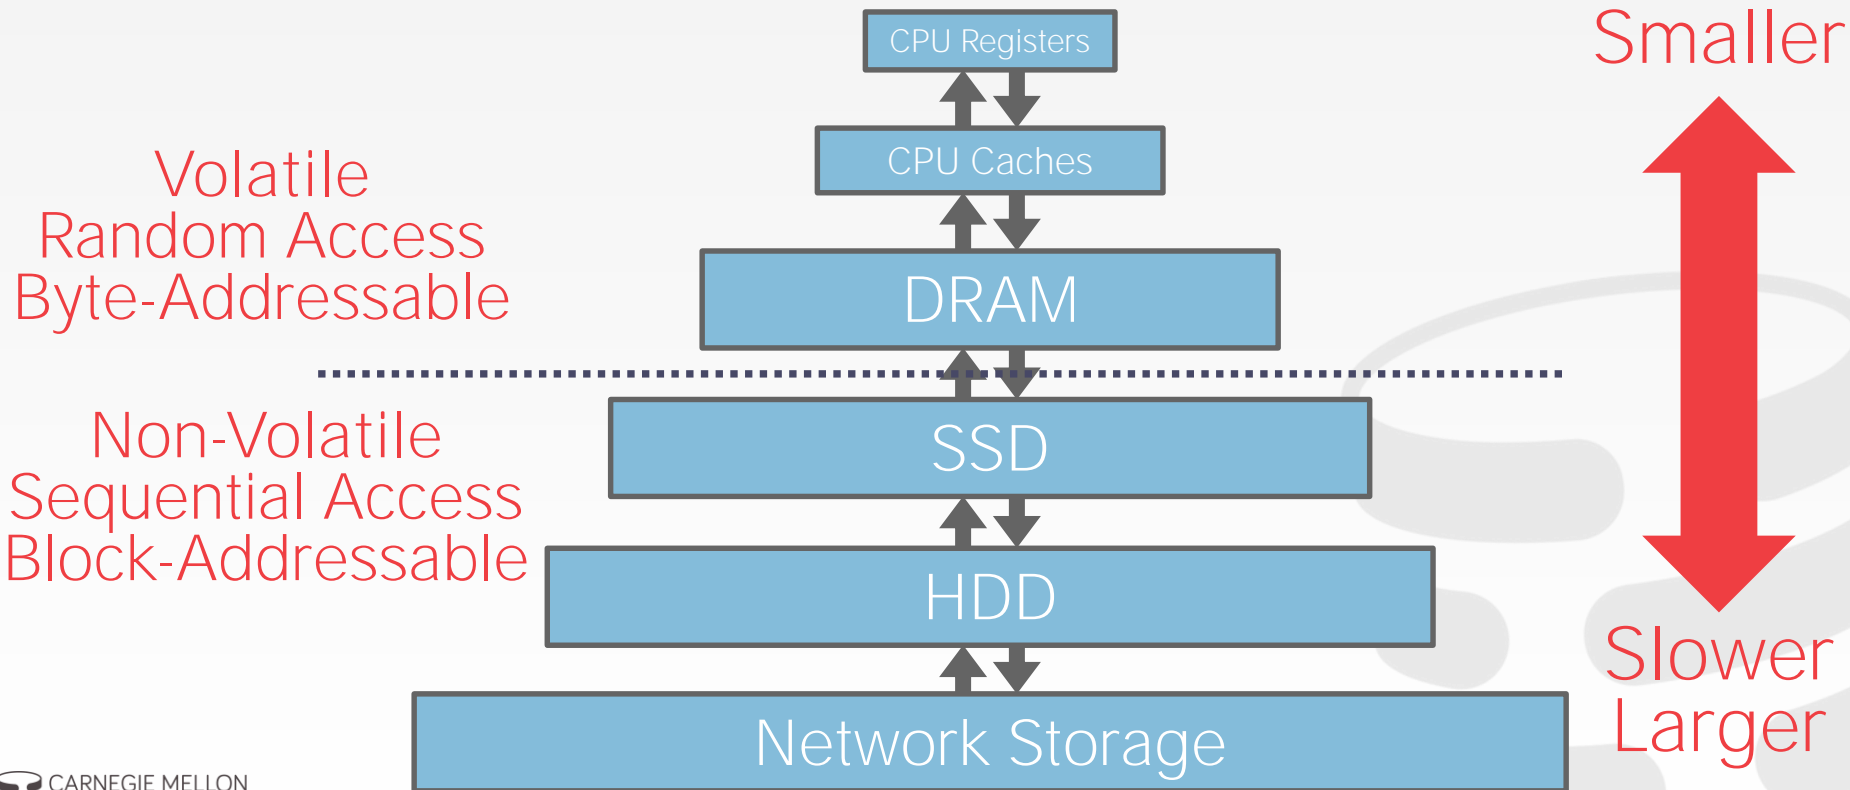 CPU Registers
Smaller
CPU Caches
Volatile
Random Access
Byte-Addressable
DRAM
Non-Volatile
Sequential Access
Block-Addressable
SSD
HDD
Slower
Larger
Network Storage
CARNEGIE MELLON